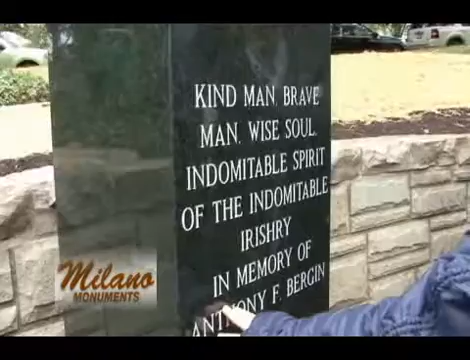 KIND MAN, BRAVE
MAN, WISE SOUL.
INDOMITABLE SPIRIT
OF THE INDOMITABLE
IRISHRY
IN MEMORY OF
ANTHONY F. BERGIN
Milano
MONUMENTS